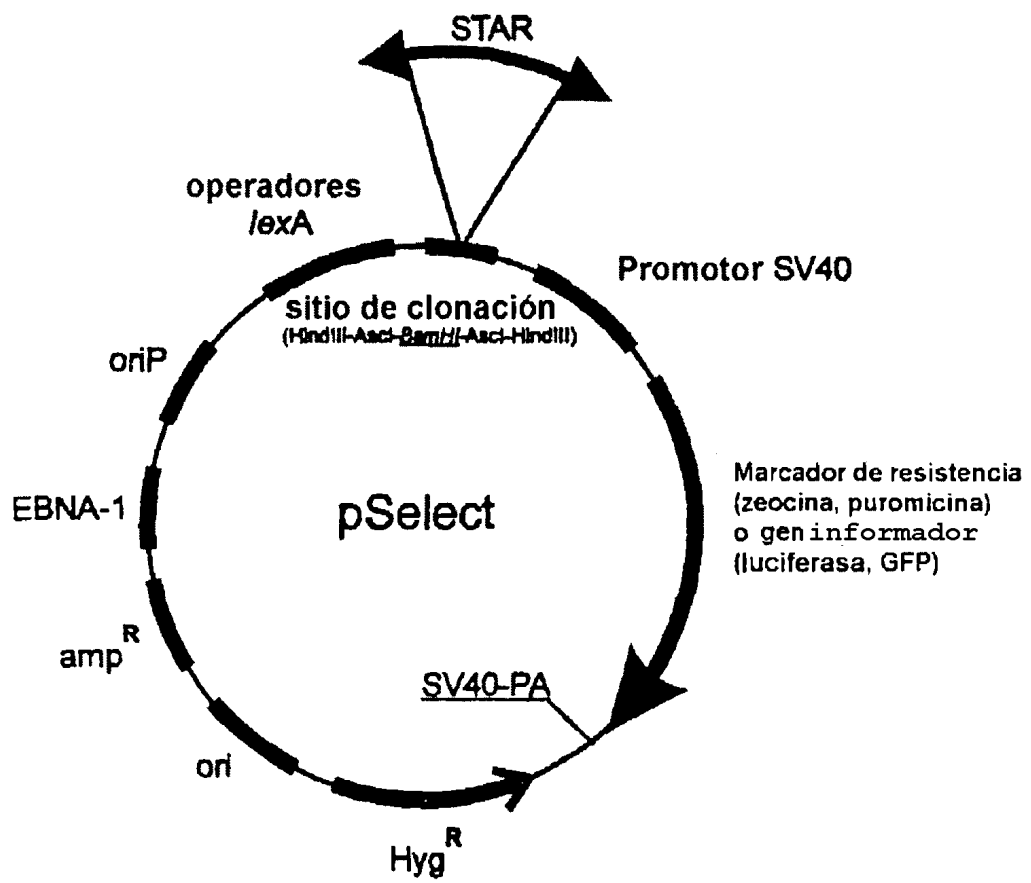 STAR
operadores
lexA
Promotor SV40
sitio de clonación
(HindIII-AscI-BamHI-AscI-HindIII)
oriP
EBNA-1
pSelect
Marcador de resistencia
(zeocina, puromicina)
o gen informador
(luciferasa, GFP)
amp^R
SV40-PA
ori
Hyg^R